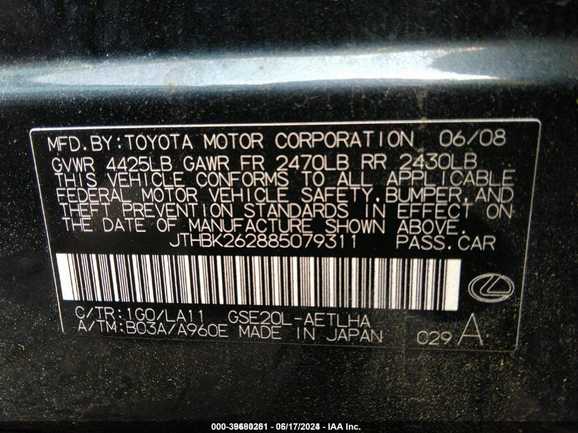 MFD.BY:TOYOTA MOTOR CORPORATION 06/08
GVWR 4425LB GAWR FR 2470LB RR 2430LB
THIS VEHICLE CONFORMS TO ALL APPLICABLE
FEDERAL MOTOR VEHICLE SAFETY,BUMPER,AND
THEFT PREVENTION STANDARDS IN EFFECT ON
THE DATE OF MANUFACTURE SHOWN ABOVE.
JTHBK262885079311 PASS.CAR
C/TR:1G0/LA11 GSE20L-AETLHA
A/TM:B03A/A960E MADE IN JAPAN C29 A
06/17/2024 | IAA Inc.